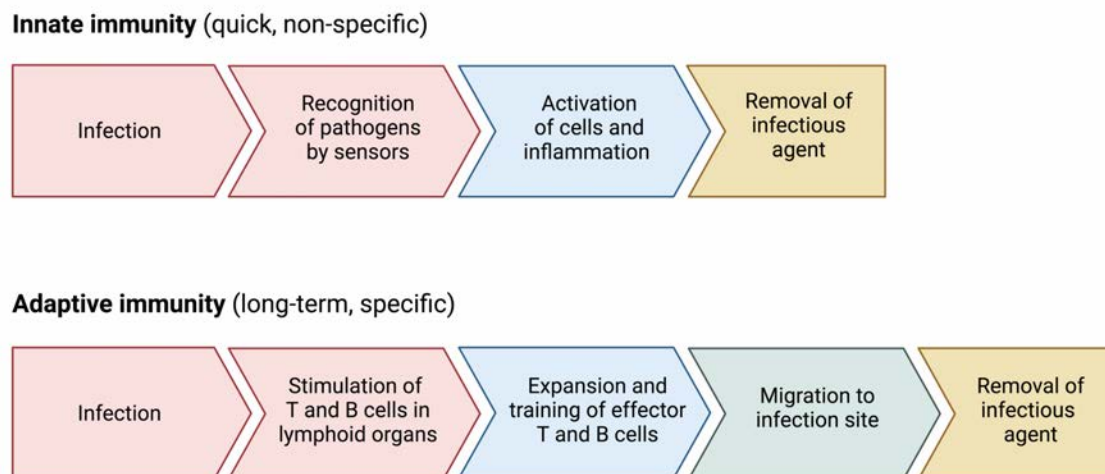 Innate immunity (quick, non-specific)
Infection
Recognition
of pathogens
by sensors
Activation
of cells and
inflammation
Removal of
infectious
agent
Adaptive immunity (long-term, specific)
Infection
Stimulation of
T and B cells in
lymphoid organs
Expansion and
training of effector
T and B cells
Migration to
infection site
Removal of
infectious
agent